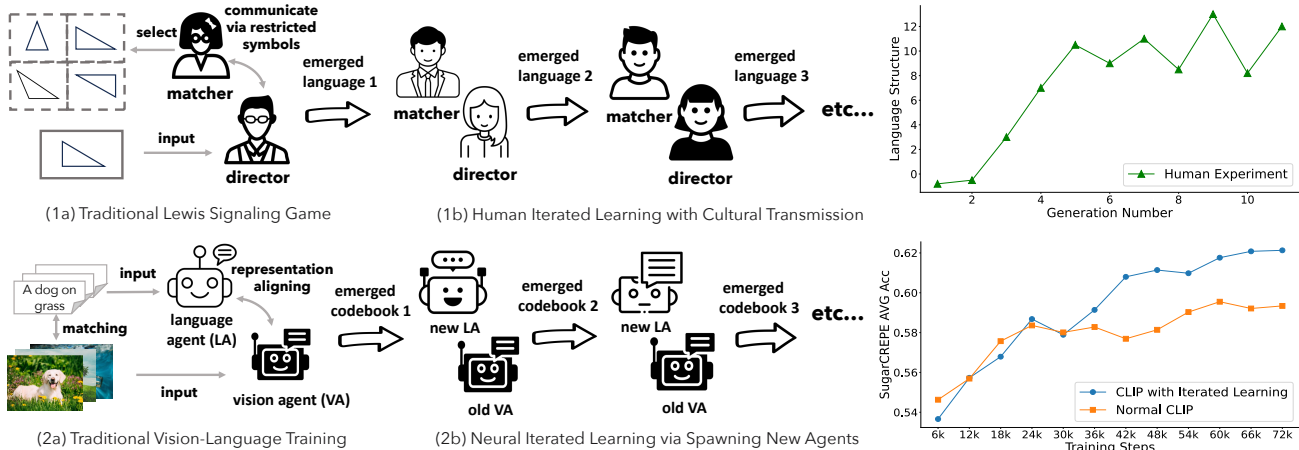 select
communicate
via restricted
symbols
matcher
input
director
emerged
language 1
matcher
director
emerged
language 2
matcher
director
emerged
language 3
etc...
(1a) Traditional Lewis Signaling Game
(1b) Human Iterated Learning with Cultural Transmission
Language Structure
12
10
8
6
4
2
0
Human Experiment
2
4
6
8
10
Generation Number
A dog on
grass
input
matching
language
agent (LA)
representation
aligning
input
vision agent (VA)
emerged
codebook 1
new LA
old VA
emerged
codebook 2
new LA
old VA
emerged
codebook 3
etc...
(2a) Traditional Vision-Language Training
(2b) Neural Iterated Learning via Spawning New Agents
SugarCREPE AVG Acc
0.62
0.60
0.58
0.56
0.54
CLIP with Iterated Learning
Normal CLIP
6k 12k 18k 24k 30k 36k 42k 48k 54k 60k 66k 72k
Training Steps